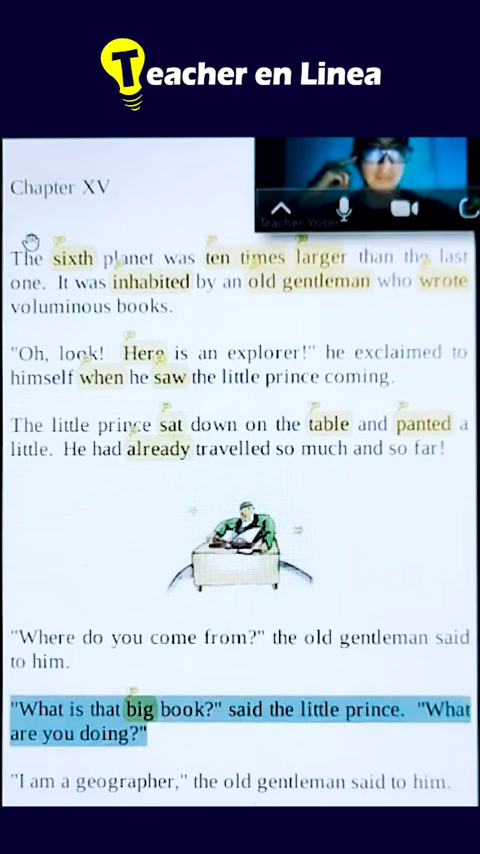 Teacher en Linea
Chapter XV
The sixth planet was ten times larger than the last
one. It was inhabited by an old gentleman who wrote
voluminous books.
"Oh, look! Here is an explorer!" he exclaimed to
himself when he saw the little prince coming.
The little prince sat down on the table and panted a
little. He had already travelled so much and so far!
"Where do you come from?" the old gentleman said
to him.
"What is that big book?" said the little prince. "What
are you doing?"
"I am a geographer," the old gentleman said to him.